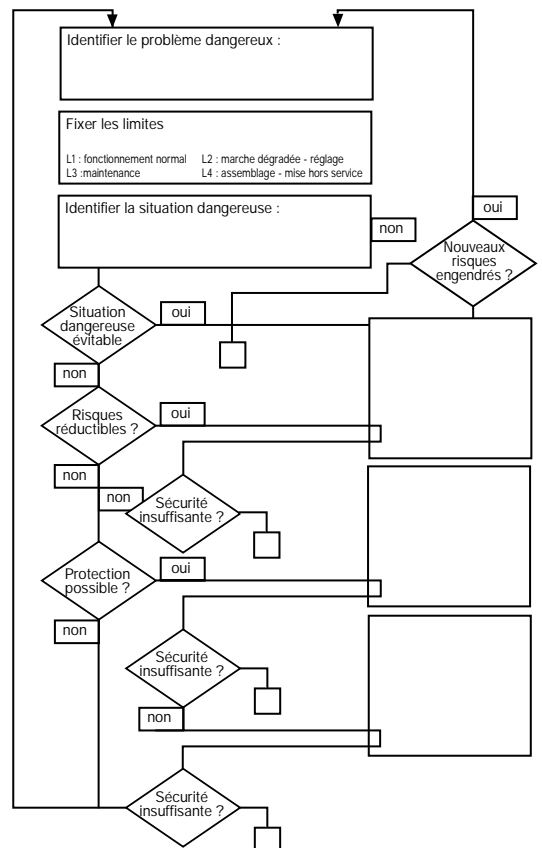 Identifier le problème dangereux :
Fixer les limites
L1 : fonctionnement normal L2 : marche dégradée - réglage
L3 :maintenance L4 : assemblage - mise hors service
Identifier la situation dangereuse :
oui
non
Nouveaux
risques
engendrés ?
Situation
dangereuse
évitable
oui
non
Risques
réductibles ?
oui
non
non
Sécurité
insuffisante ?
Protection
possible ?
oui
non
Sécurité
insuffisante ?
non
Sécurité
insuffisante ?